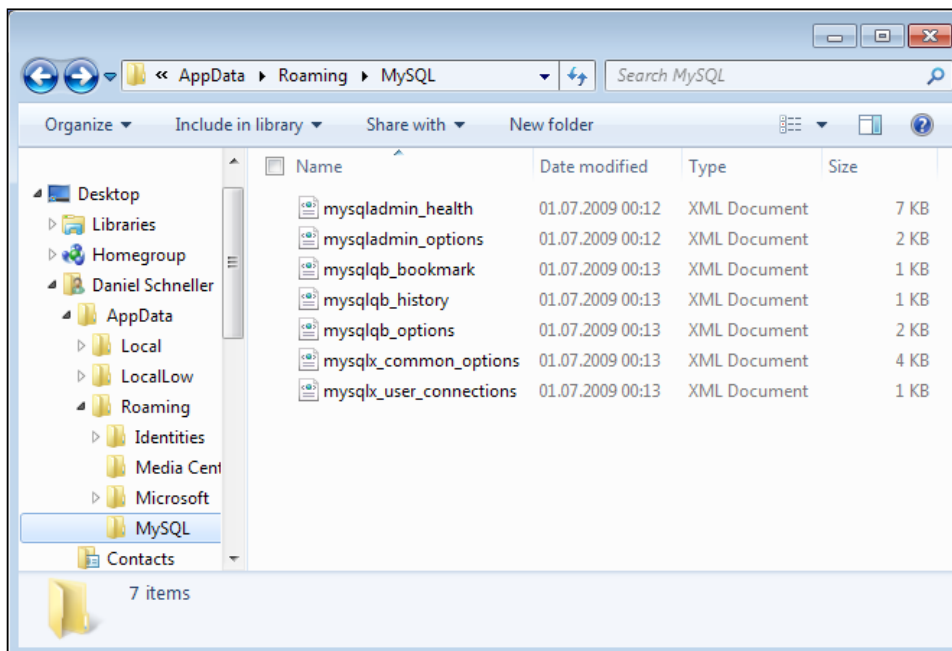 « AppData ▸ Roaming ▸ MySQL Search MySQL
Organize Include in library Share with New folder
Name Date modified Type Size
Desktop
Libraries
Homegroup
Daniel Schneller
AppData
Local
LocalLow
Roaming
Identities
Media Cent
Microsoft
MySQL
Contacts
mysqladmin_health 01.07.2009 00:12 XML Document 7 KB
mysqladmin_options 01.07.2009 00:12 XML Document 2 KB
mysqlqb_bookmark 01.07.2009 00:13 XML Document 1 KB
mysqlqb_history 01.07.2009 00:13 XML Document 1 KB
mysqlqb_options 01.07.2009 00:13 XML Document 2 KB
mysqlx_common_options 01.07.2009 00:13 XML Document 4 KB
mysqlx_user_connections 01.07.2009 00:13 XML Document 1 KB
7 items